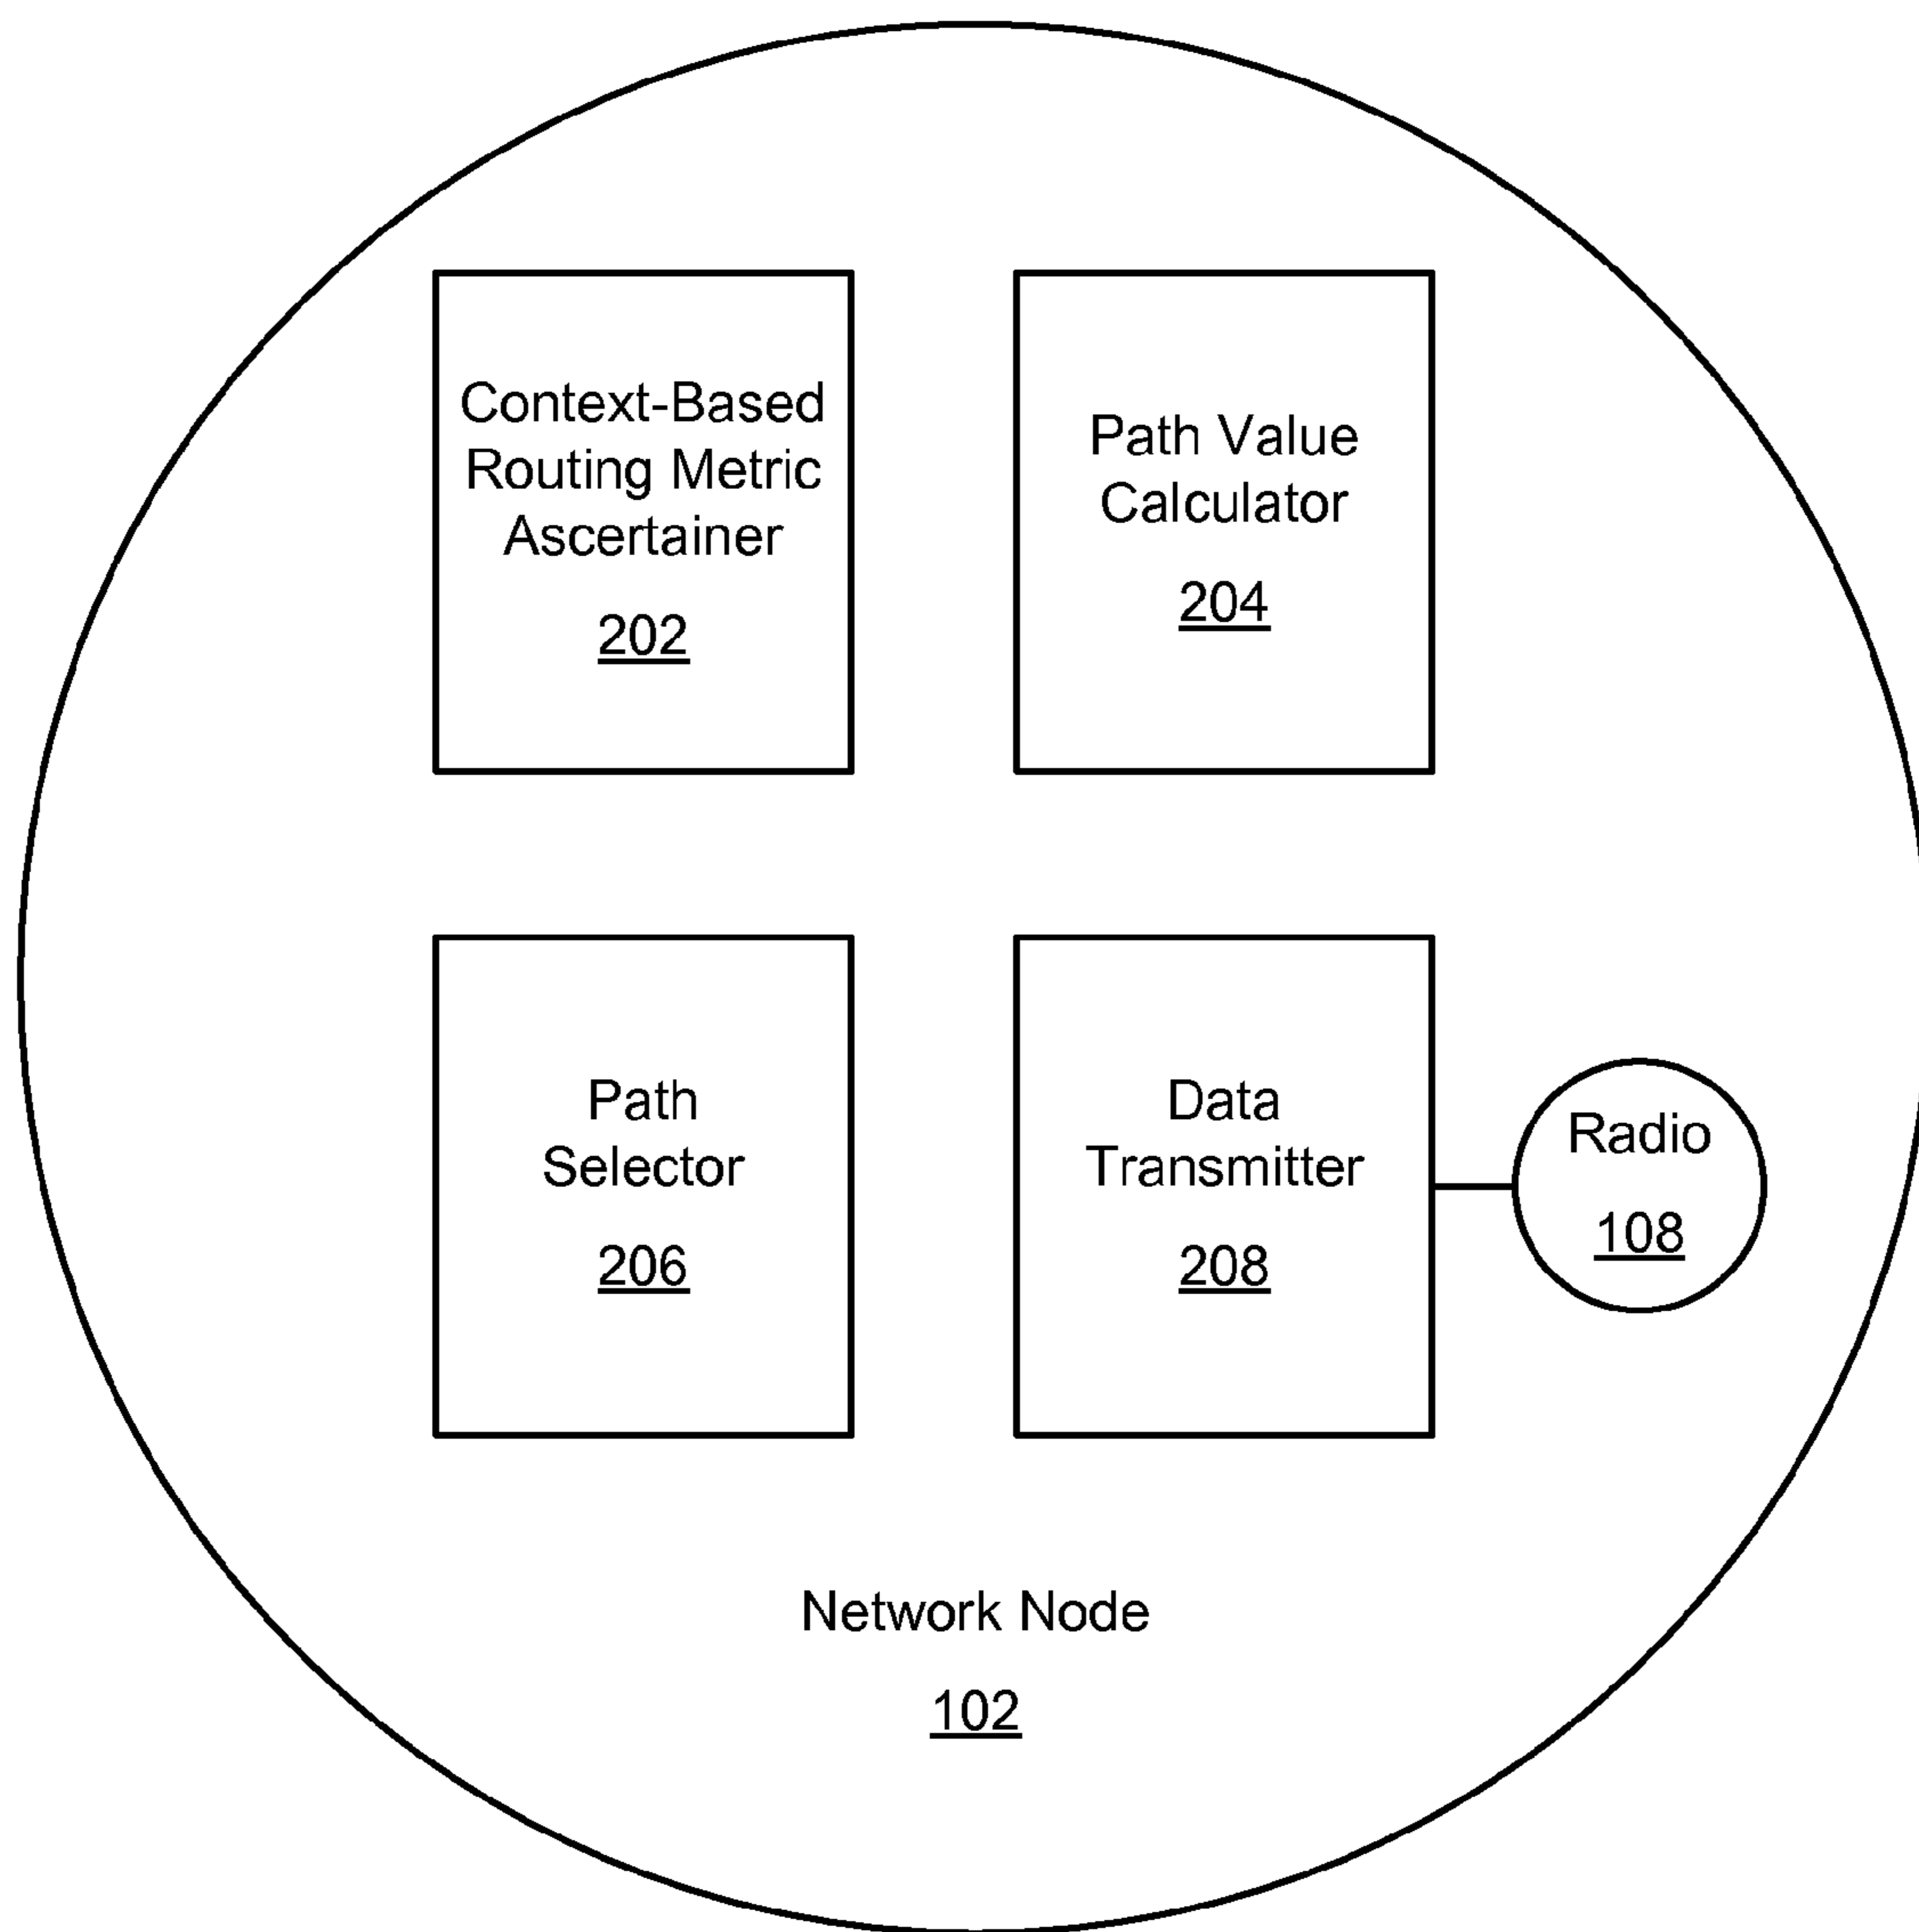 Context-Based
Routing Metric
Ascertainer
202
Path Value
Calculator
204
Path
Selector
206
Data
Transmitter
208
Radio
108
Network Node
102